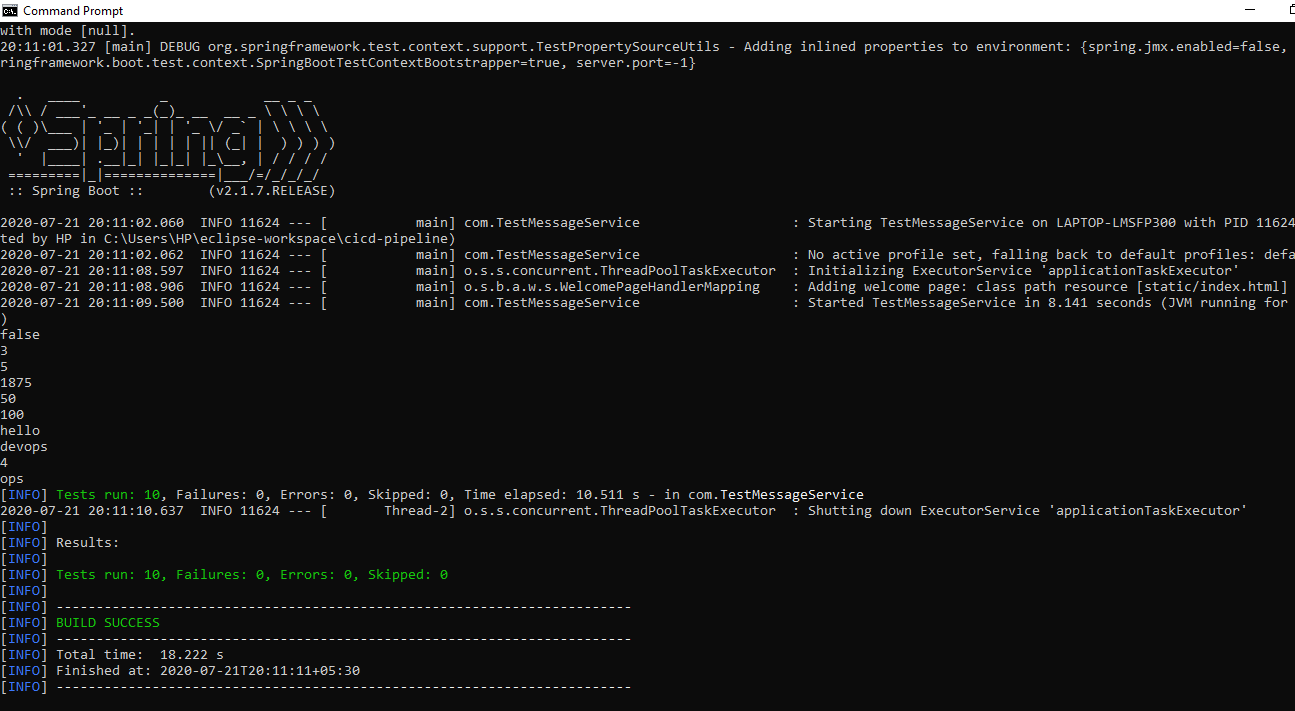 Command Prompt
with mode [null].
20:11:01.327 [main] DEBUG org.springframework.test.context.support.TestPropertySourceUtils - Adding inlined properties to environment: {spring.jmx.enabled=false,
ringframework.boot.test.context.SpringBootTestContextBootstrapper=true, server.port=-1}
  .   ____          _            __ _ _
 /\\ / ___'_ __ _ _(_)_ __  __ _ \ \ \ \
( ( )\___ | '_ | '_| | '_ \/ _` | \ \ \ \
 \\/  ___)| |_)| | | | | || (_| |  ) ) ) )
  '  |____| .__|_| |_|_| |_\__, | / / / /
 =========|_|==============|___/=/_/_/_/
 :: Spring Boot ::        (v2.1.7.RELEASE)
2020-07-21 20:11:02.060  INFO 11624 --- [           main] com.TestMessageService                   : Starting TestMessageService on LAPTOP-LMSFP300 with PID 11624
ted by HP in C:\Users\HP\eclipse-workspace\cicd-pipeline)
2020-07-21 20:11:02.062  INFO 11624 --- [           main] com.TestMessageService                   : No active profile set, falling back to default profiles: defa
2020-07-21 20:11:08.597  INFO 11624 --- [           main] o.s.s.concurrent.ThreadPoolTaskExecutor  : Initializing ExecutorService 'applicationTaskExecutor'
2020-07-21 20:11:08.906  INFO 11624 --- [           main] o.s.b.a.w.s.WelcomePageHandlerMapping    : Adding welcome page: class path resource [static/index.html]
2020-07-21 20:11:09.500  INFO 11624 --- [           main] com.TestMessageService                   : Started TestMessageService in 8.141 seconds (JVM running for
)
false
3
5
1875
50
100
hello
devops
4
ops
[INFO] Tests run: 10, Failures: 0, Errors: 0, Skipped: 0, Time elapsed: 10.511 s - in com.TestMessageService
2020-07-21 20:11:10.637  INFO 11624 --- [       Thread-2] o.s.s.concurrent.ThreadPoolTaskExecutor  : Shutting down ExecutorService 'applicationTaskExecutor'
[INFO]
[INFO] Results:
[INFO]
[INFO] Tests run: 10, Failures: 0, Errors: 0, Skipped: 0
[INFO]
[INFO] ------------------------------------------------------------------------
[INFO] BUILD SUCCESS
[INFO] ------------------------------------------------------------------------
[INFO] Total time:  18.222 s
[INFO] Finished at: 2020-07-21T20:11:11+05:30
[INFO] ------------------------------------------------------------------------